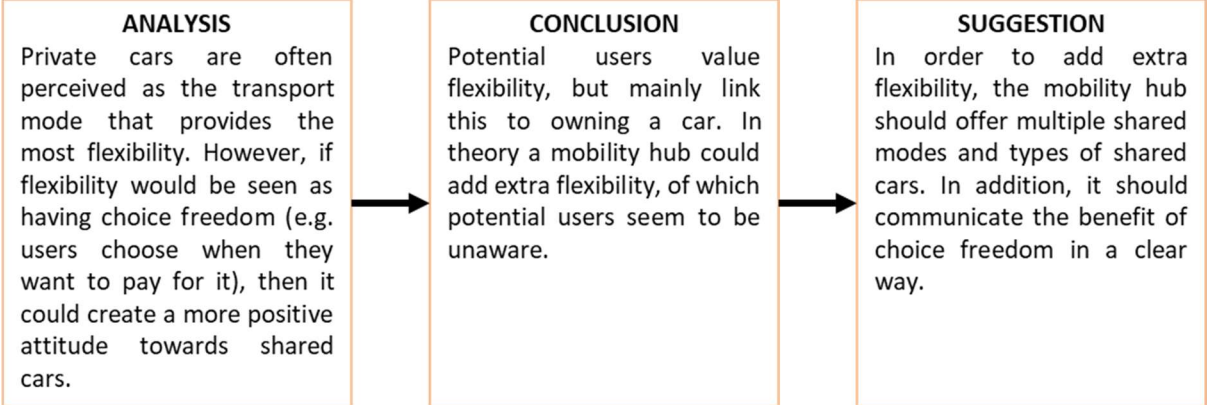 ANALYSIS
Private cars are often
perceived as the transport
mode that provides the
most flexibility. However, if
flexibility would be seen as
having choice freedom (e.g.
users choose when they
want to pay for it), then it
could create a more positive
attitude towards shared
cars.
CONCLUSION
Potential users value
flexibility, but mainly link
this to owning a car. In
theory a mobility hub could
add extra flexibility, of which
potential users seem to be
unaware.
SUGGESTION
In order to add extra
flexibility, the mobility hub
should offer multiple shared
modes and types of shared
cars. In addition, it should
communicate the benefit of
choice freedom in a clear
way.